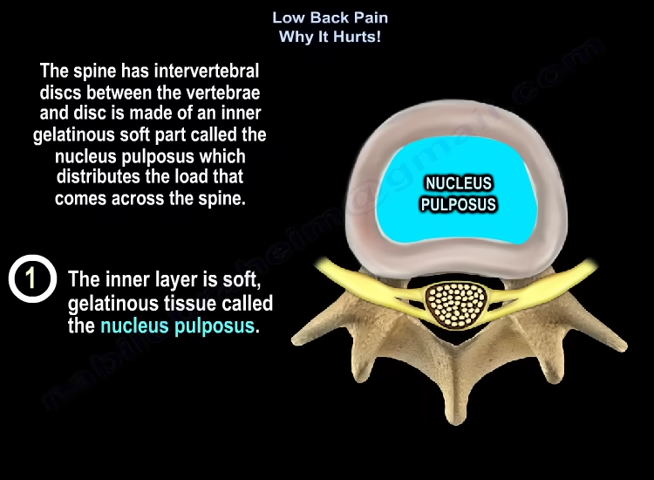 Low Back Pain
Why It Hurts!
The spine has intervertebral
discs between the vertebrae
and disc is made of an inner
gelatinous soft part called the
nucleus pulposus which
distributes the load that
comes across the spine.
1
The inner layer is soft,
gelatinous tissue called
the nucleus pulposus.
NUCLEUS
PULPOSUS